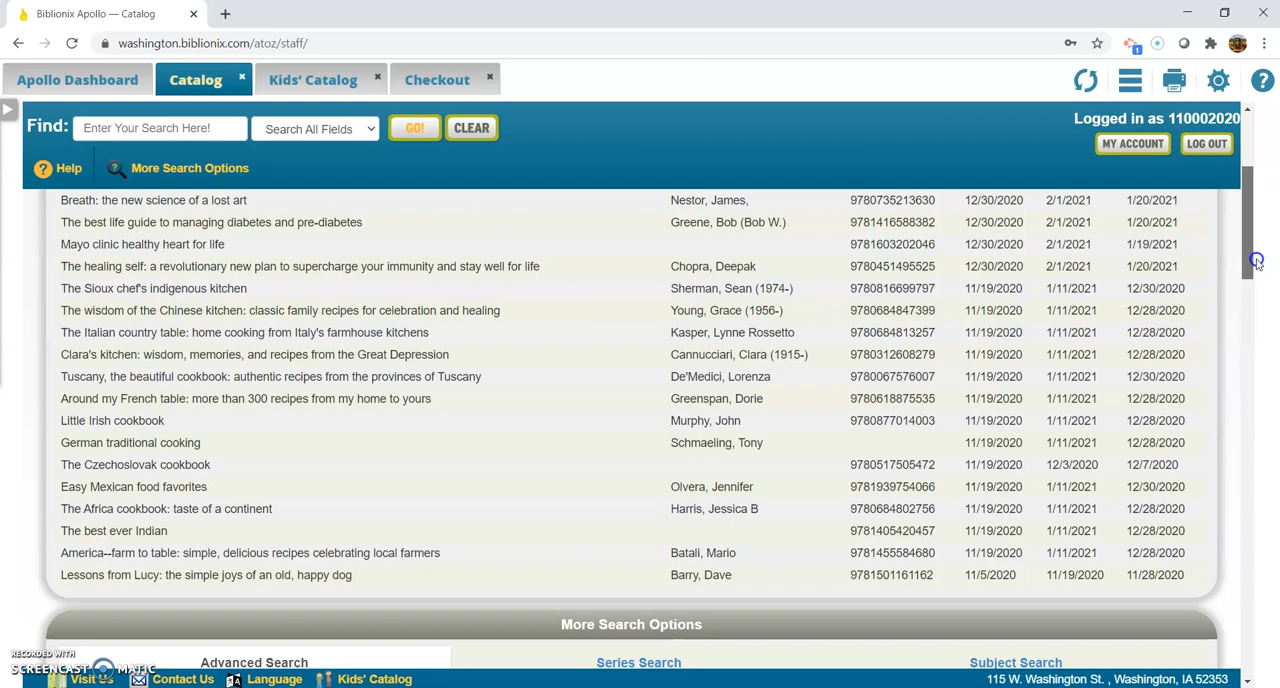 Biblionix Apollo — Catalog
washington.biblionix.com/atoz/staff/
1
Apollo Dashboard Catalog Kids' Catalog Checkout
Find: Enter Your Search Here! Search All Fields GO! CLEAR
Logged in as 110002020
MY ACCOUNT LOG OUT
Help More Search Options
Breath: the new science of a lost art Nestor, James, 9780735213630 12/30/2020 2/1/2021 1/20/2021
The best life guide to managing diabetes and pre-diabetes Greene, Bob (Bob W.) 9781416588382 12/30/2020 2/1/2021 1/20/2021
Mayo clinic healthy heart for life 9781603202046 12/30/2020 2/1/2021 1/19/2021
The healing self: a revolutionary new plan to supercharge your immunity and stay well for life Chopra, Deepak 9780451495525 12/30/2020 2/1/2021 1/20/2021
The Sioux chef's indigenous kitchen Sherman, Sean (1974-) 9780816699797 11/19/2020 1/11/2021 12/30/2020
The wisdom of the Chinese kitchen: classic family recipes for celebration and healing Young, Grace (1956-) 9780684847399 11/19/2020 1/11/2021 12/28/2020
The Italian country table: home cooking from Italy's farmhouse kitchens Kasper, Lynne Rossetto 9780684813257 11/19/2020 1/11/2021 12/28/2020
Clara's kitchen: wisdom, memories, and recipes from the Great Depression Cannucciari, Clara (1915-) 9780312608279 11/19/2020 1/11/2021 12/28/2020
Tuscany, the beautiful cookbook: authentic recipes from the provinces of Tuscany De'Medici, Lorenza 9780067576007 11/19/2020 1/11/2021 12/30/2020
Around my French table: more than 300 recipes from my home to yours Greenspan, Dorie 9780618875535 11/19/2020 1/11/2021 12/28/2020
Little Irish cookbook Murphy, John 9780877014003 11/19/2020 1/11/2021 12/28/2020
German traditional cooking Schmaeling, Tony 11/19/2020 1/11/2021 12/28/2020
The Czechoslovak cookbook 9780517505472 11/19/2020 12/3/2020 12/7/2020
Easy Mexican food favorites Olvera, Jennifer 9781939754066 11/19/2020 1/11/2021 12/30/2020
The Africa cookbook: taste of a continent Harris, Jessica B 9780684802756 11/19/2020 1/11/2021 12/28/2020
The best ever Indian 9781405420457 11/19/2020 1/11/2021 12/28/2020
America--farm to table: simple, delicious recipes celebrating local farmers Batali, Mario 9781455584680 11/19/2020 1/11/2021 12/28/2020
Lessons from Lucy: the simple joys of an old, happy dog Barry, Dave 9781501161162 11/5/2020 11/19/2020 11/28/2020
More Search Options
Advanced Search Series Search Subject Search
RECORDED WITH
SCREENCAST MATIC
Visit Us Contact Us Language Kids' Catalog 115 W. Washington St. , Washington, IA 52353